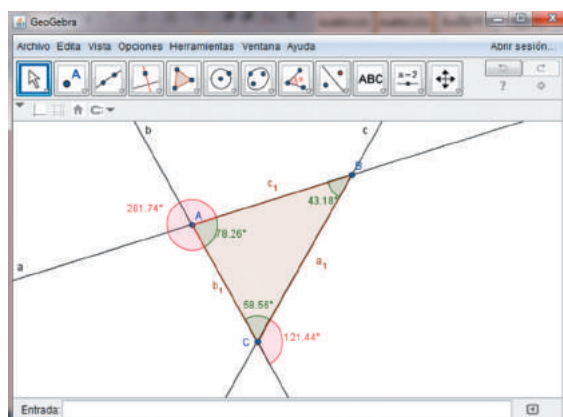 GeoGebra
Archivo Edita Vista Opciones Herramientas Ventana Ayuda Abrir sesión...
A ABC a=2
?
b c
B
c₁
43.18°
281.74°
A
78.26°
a
b₁ a₁
58.56°
C 121.44°
Entrada: